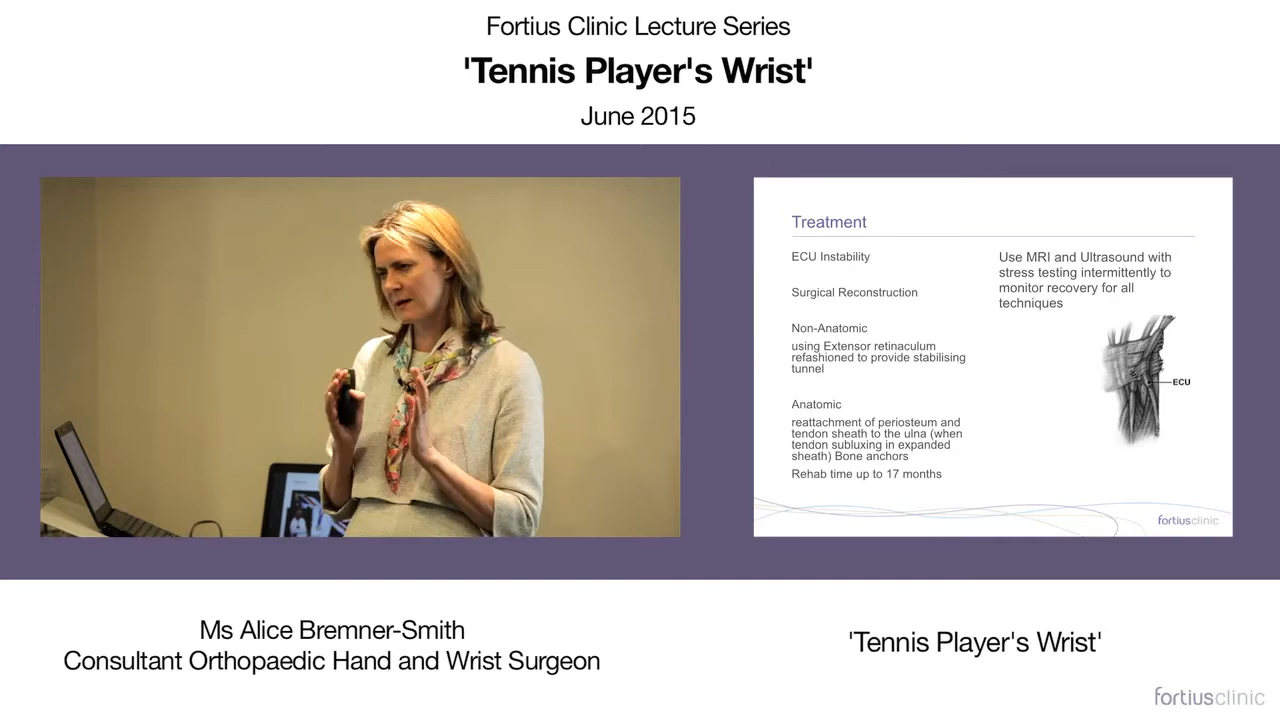 Fortius Clinic Lecture Series
'Tennis Player's Wrist'
June 2015
Treatment
ECU Instability
Surgical Reconstruction
Non-Anatomic
using Extensor retinaculum
refashioned to provide stabilising
tunnel
Anatomic
reattachment of periosteum and
tendon sheath to the ulna (when
tendon subluxing in expanded
sheath) Bone anchors
Rehab time up to 17 months
Use MRI and Ultrasound with
stress testing intermittently to
monitor recovery for all
techniques
ECU
fortiusclinic
Ms Alice Bremner-Smith
Consultant Orthopaedic Hand and Wrist Surgeon
'Tennis Player's Wrist'
fortiusclinic